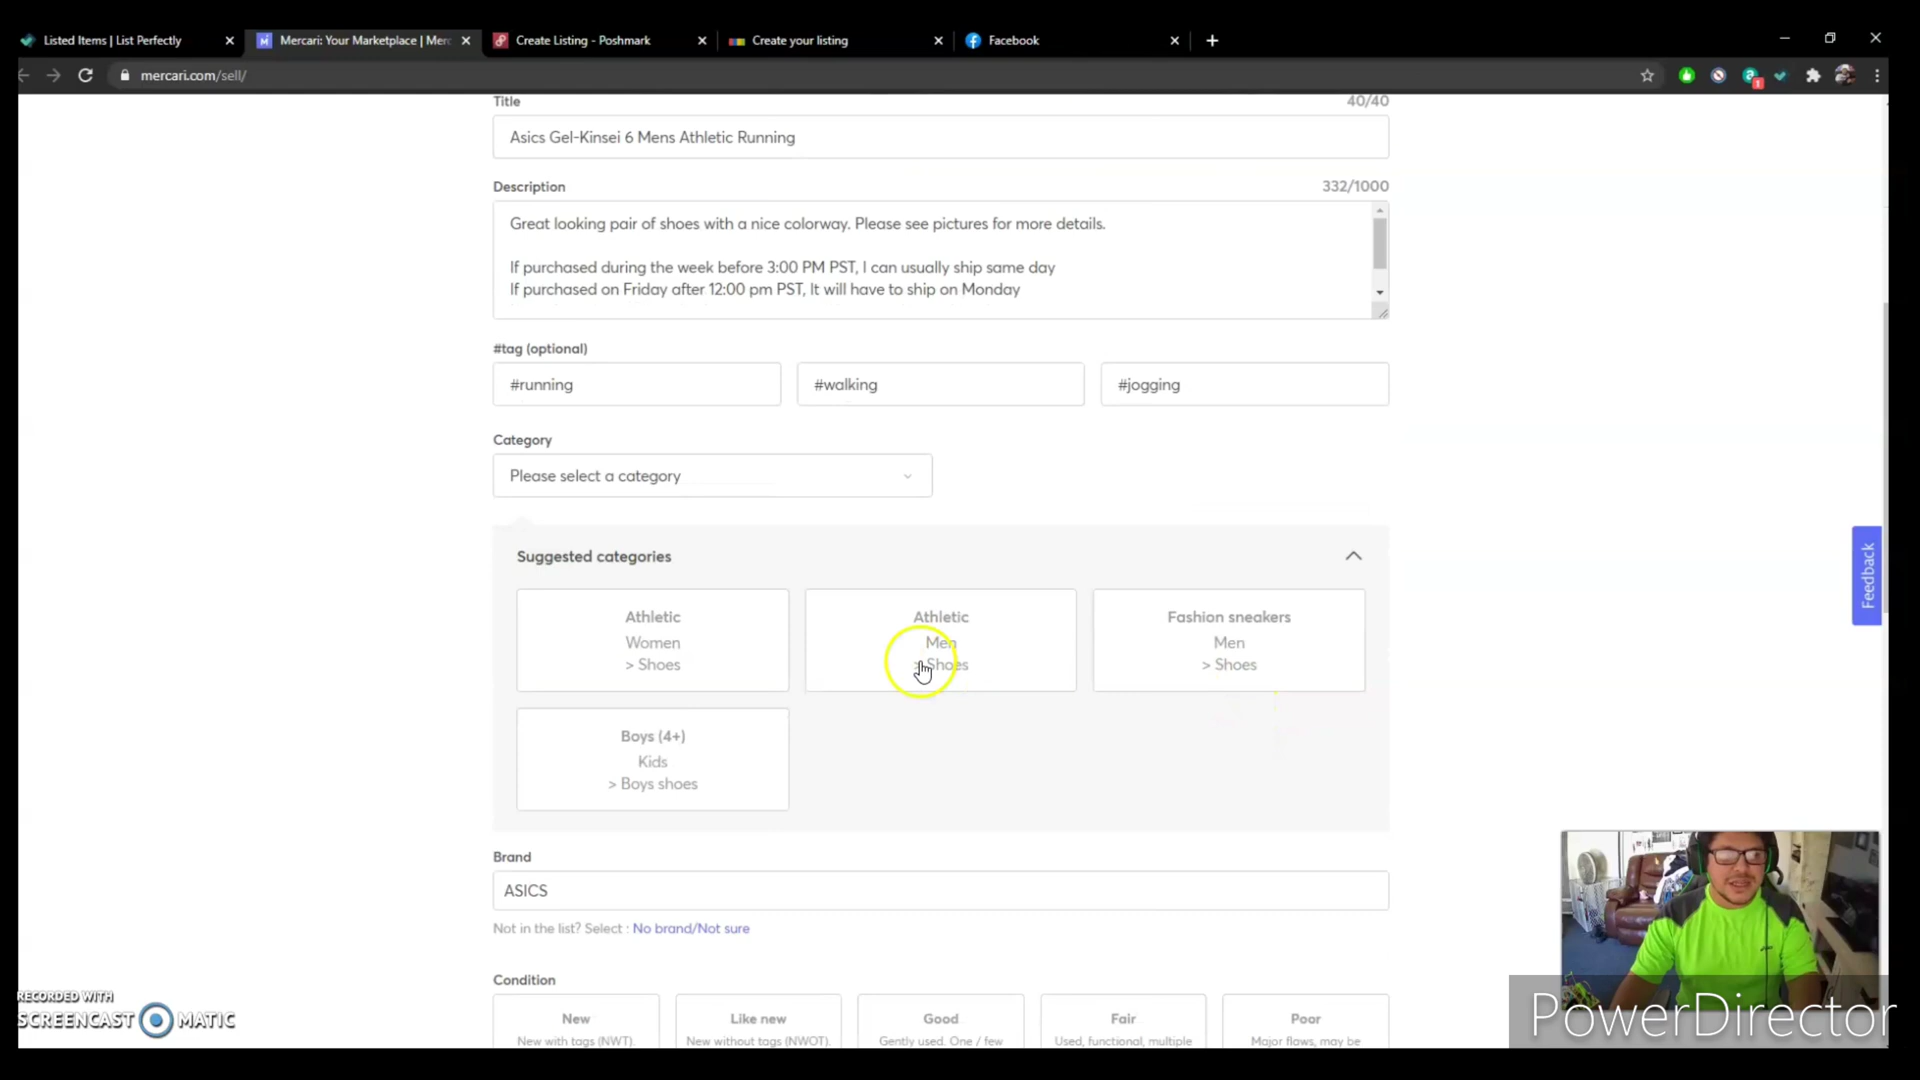 Listed Items | List Perfectly
Mercari: Your Marketplace | Merc
Create Listing - Poshmark
Create your listing
Facebook
mercari.com/sell/
Title
40/40
Asics Gel-Kinsei 6 Mens Athletic Running
Description
332/1000
Great looking pair of shoes with a nice colorway. Please see pictures for more details.
If purchased during the week before 3:00 PM PST, I can usually ship same day
If purchased on Friday after 12:00 pm PST, It will have to ship on Monday
#tag (optional)
#running
#walking
#jogging
Category
Please select a category
Suggested categories
Athletic
Women
> Shoes
Athletic
Men
> Shoes
Fashion sneakers
Men
> Shoes
Boys (4+)
Kids
> Boys shoes
Feedback
Brand
ASICS
Not in the list? Select : No brand/Not sure
Condition
New
New with tags (NWT).
Like new
New without tags (NWOT).
Good
Gently used. One / few
Fair
Used, functional, multiple
Poor
Major flaws, may be
RECORDED WITH
SCREENCAST MATIC
PowerDirector